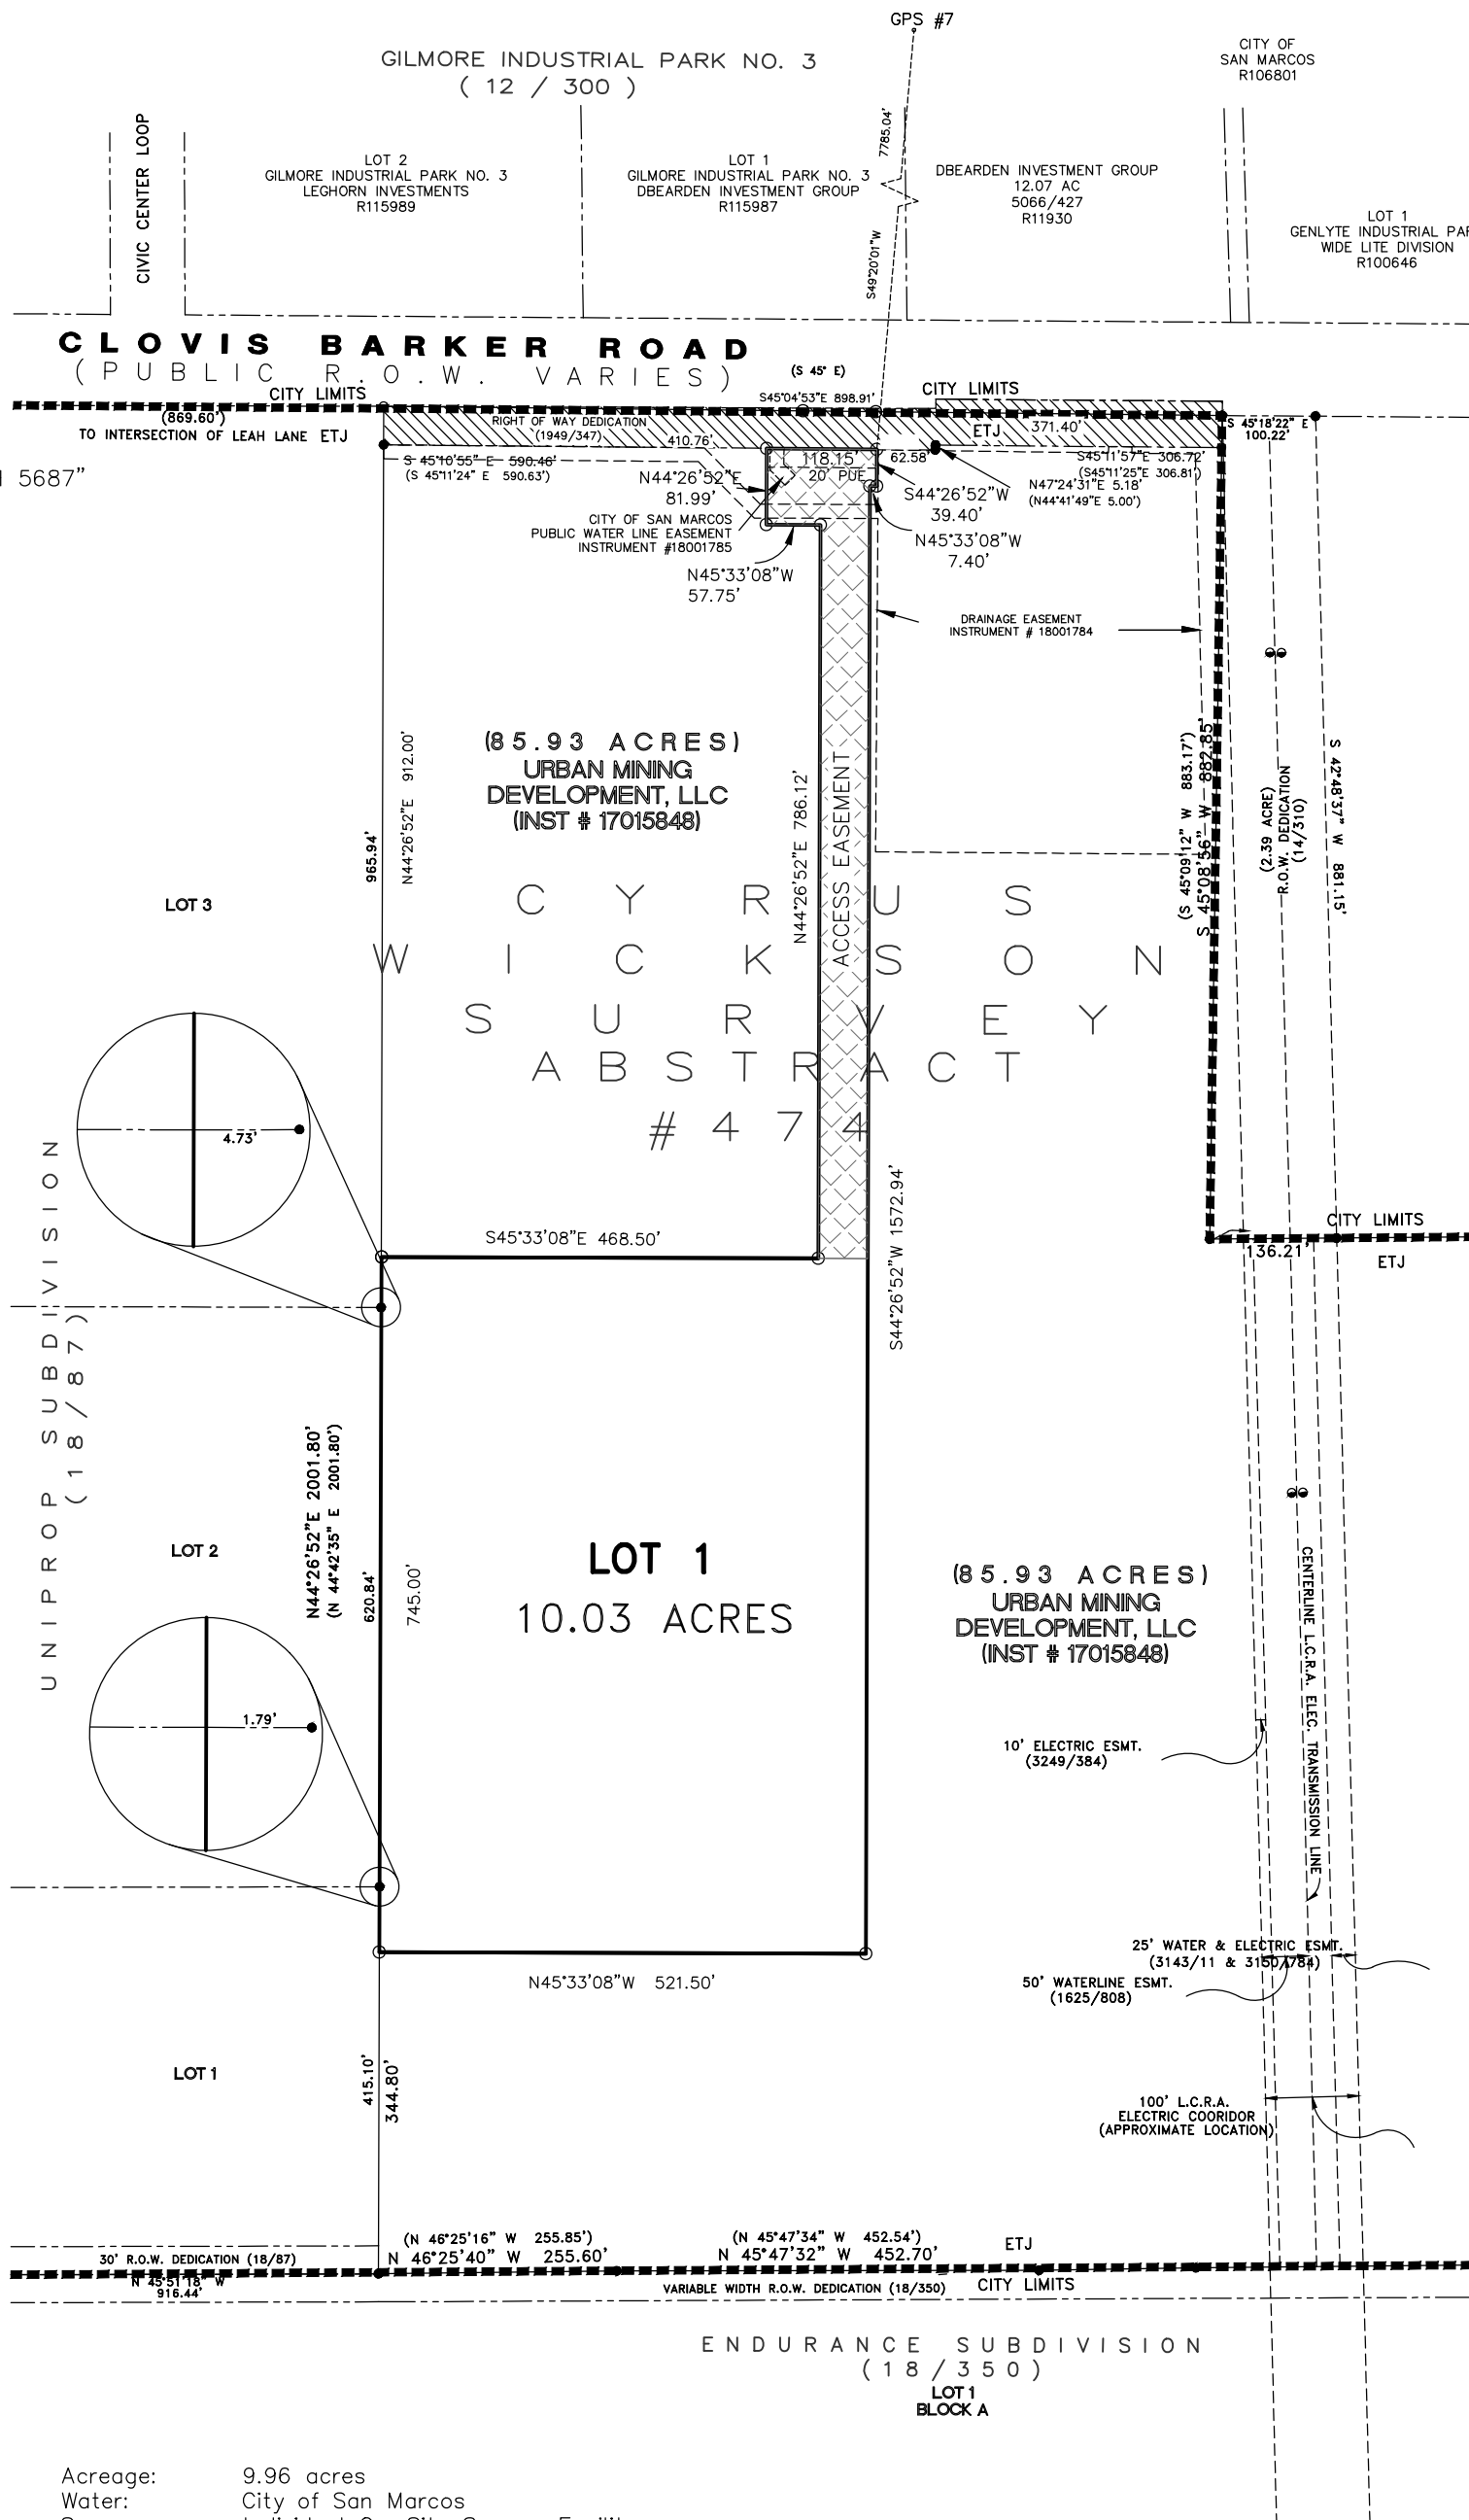 GPS #7
GILMORE INDUSTRIAL PARK NO. 3
( 12 / 300 )
CITY OF
SAN MARCOS
R106801
CIVIC CENTER LOOP
LOT 2
GILMORE INDUSTRIAL PARK NO. 3
LEGHORN INVESTMENTS
R115989
LOT 1
GILMORE INDUSTRIAL PARK NO. 3
DBEARDEN INVESTMENT GROUP
R115987
7785.04'
S49°20'01"W
DBEARDEN INVESTMENT GROUP
12.07 AC
5066/427
R11930
LOT 1
GENLYTE INDUSTRIAL PAR
WIDE LITE DIVISION
R100646
CLOVIS BARKER ROAD
(PUBLIC R.O.W. VARIES)
(S 45° E)
CITY LIMITS
CITY LIMITS
S45°04'53"E 898.91'
(869.60')
TO INTERSECTION OF LEAH LANE ETJ
RIGHT OF WAY DEDICATION
(1949/347)
410.76'
ETJ
371.40'
S 45°18'22" E
100.22'
5687"
S 45°10'55" E 590.46'
(S 45°11'24" E 590.63')
118.15'
20' PUE
62.58'
S45°11'57"E 306.72'
(S45°11'25"E 306.81')
N44°26'52"E
81.99'
S44°26'52"W
39.40'
N47°24'31"E 5.18'
(N44°41'49"E 5.00')
CITY OF SAN MARCOS
PUBLIC WATER LINE EASEMENT
INSTRUMENT #18001785
N45°33'08"W
7.40'
N45°33'08"W
57.75'
DRAINAGE EASEMENT
INSTRUMENT # 18001784
(85.93 ACRES)
URBAN MINING
DEVELOPMENT, LLC
(INST # 17015848)
965.94'
N44°26'52"E 912.00'
N44°26'52"E 786.12'
ACCESS EASEMENT
(S 45°09'12" W 883.17')
S 45°08'56" W 882.85'
(2.39 ACRE)
R.O.W. DEDICATION
(14/310)
S 42°48'37" W 881.15'
LOT 3
CYRUS
WICKSON
SURVEY
ABSTRACT
#474
4.73'
S45°33'08"E 468.50'
S44°26'52"W 1572.94'
CITY LIMITS
136.21'
ETJ
UNIPROP SUBDIVISION
(18/87)
N44°26'52"E 2001.80'
(N 44°42'35" E 2001.80')
620.84'
745.00'
LOT 2
LOT 1
10.03 ACRES
(85.93 ACRES)
URBAN MINING
DEVELOPMENT, LLC
(INST # 17015848)
CENTERLINE L.C.R.A. ELEC. TRANSMISSION LINE
1.79'
10' ELECTRIC ESMT.
(3249/384)
25' WATER & ELECTRIC ESMT.
(3143/11 & 3150/784)
50' WATERLINE ESMT.
(1625/808)
N45°33'08"W 521.50'
LOT 1
415.10'
344.80'
100' L.C.R.A.
ELECTRIC COORIDOR
(APPROXIMATE LOCATION)
(N 46°25'16" W 255.85')
N 46°25'40" W 255.60'
(N 45°47'34" W 452.54')
N 45°47'32" W 452.70'
ETJ
30' R.O.W. DEDICATION (18/87)
N 45°51'18" W
916.44'
VARIABLE WIDTH R.O.W. DEDICATION (18/350)
CITY LIMITS
ENDURANCE SUBDIVISION
(18/350)
LOT 1
BLOCK A
Acreage: 9.96 acres
Water: City of San Marcos